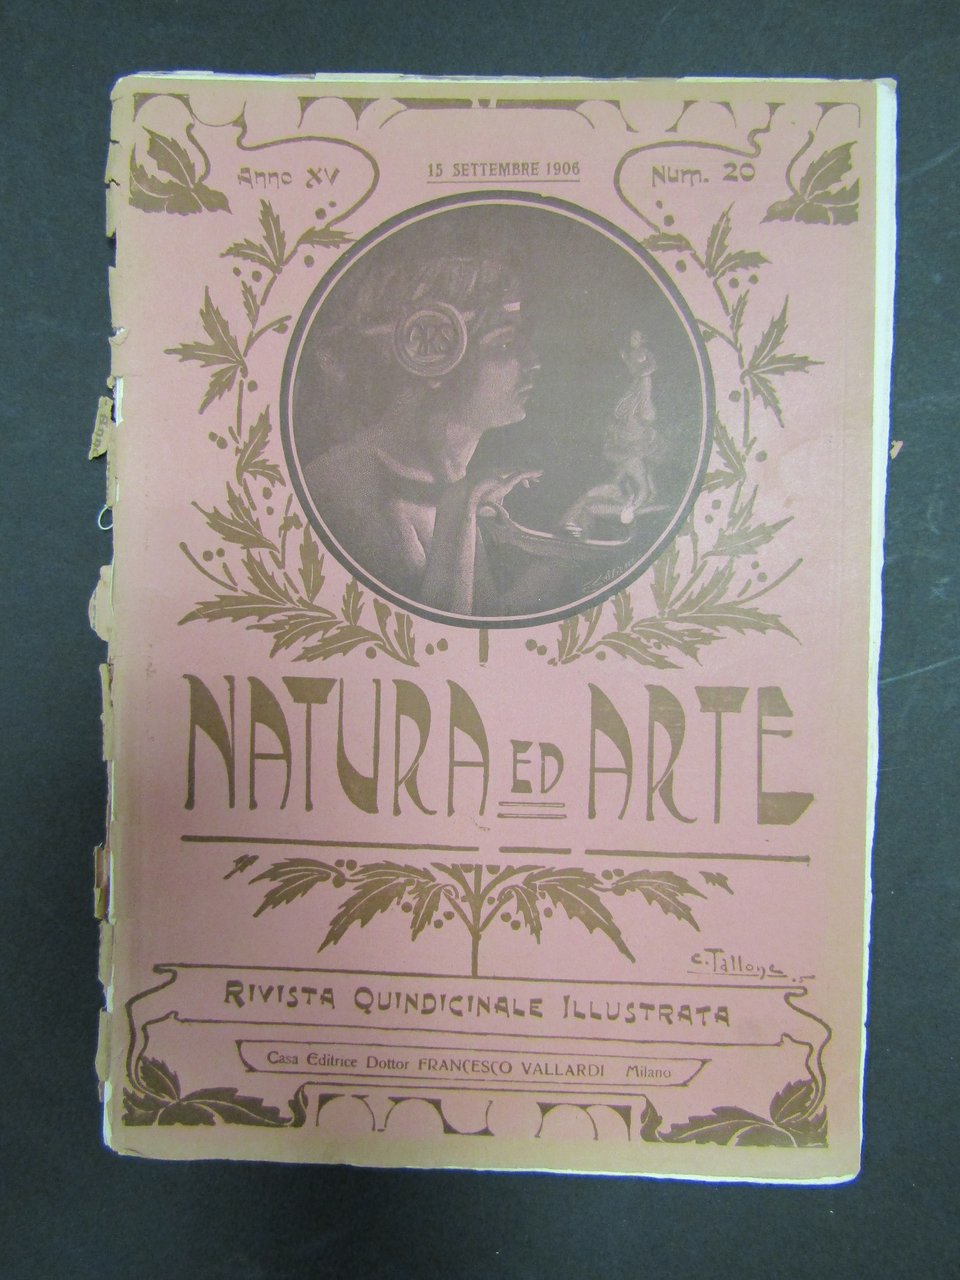 Anno XV
15 SETTEMBRE 1906
Num. 20
NATURA ED ARTE
C. Tallone
RIVISTA QUINDICINALE ILLUSTRATA
Casa Editrice Dottor FRANCESCO VALLARDI Milano